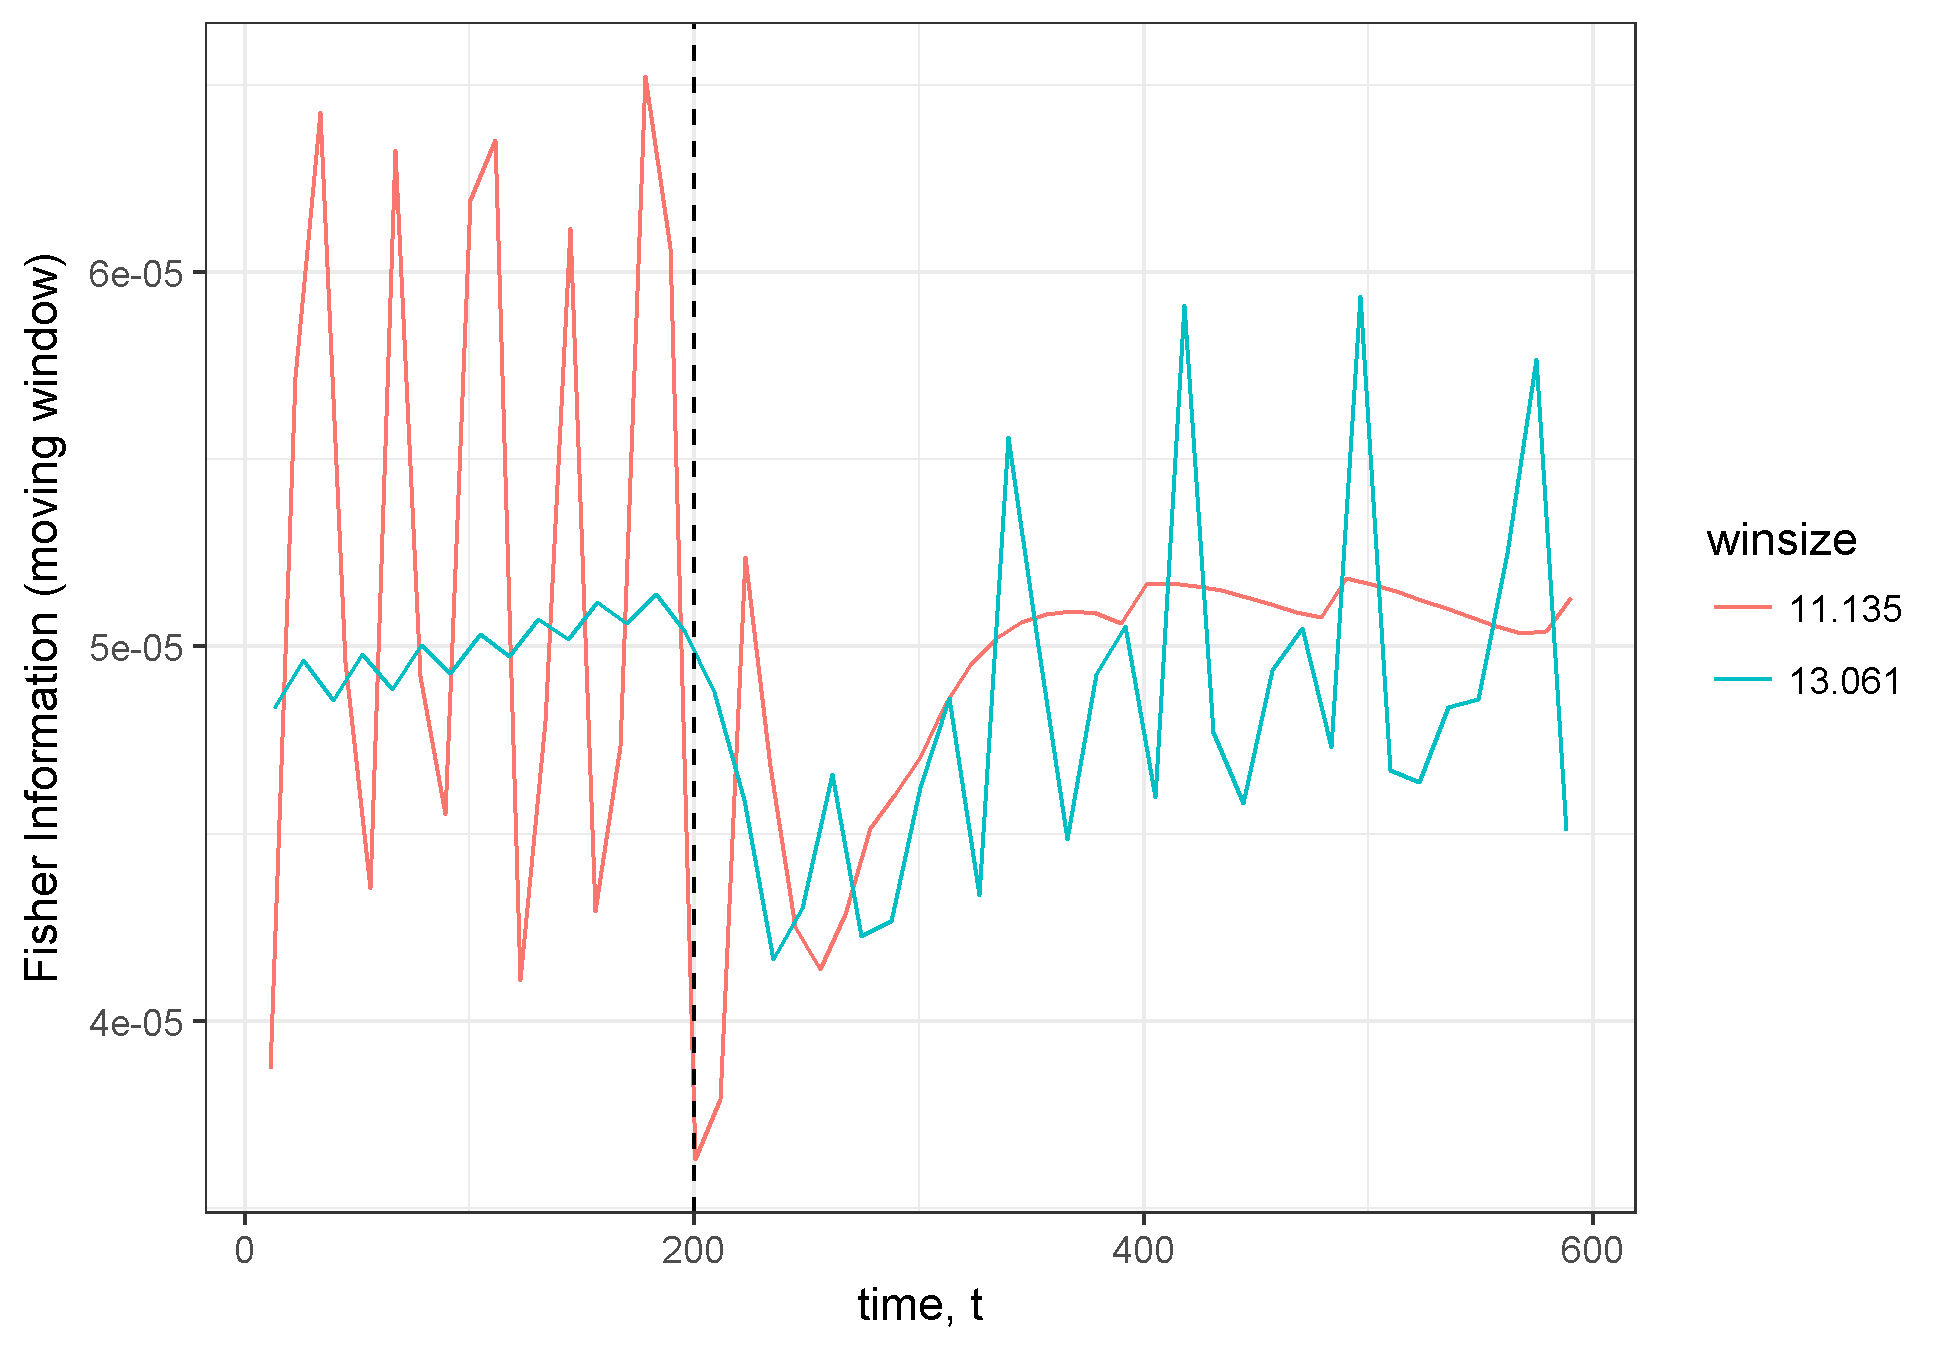 Fisher Information (moving window)
6e-05
5e-05
4e-05
0
200
400
600
time, t
winsize
11.135
13.061